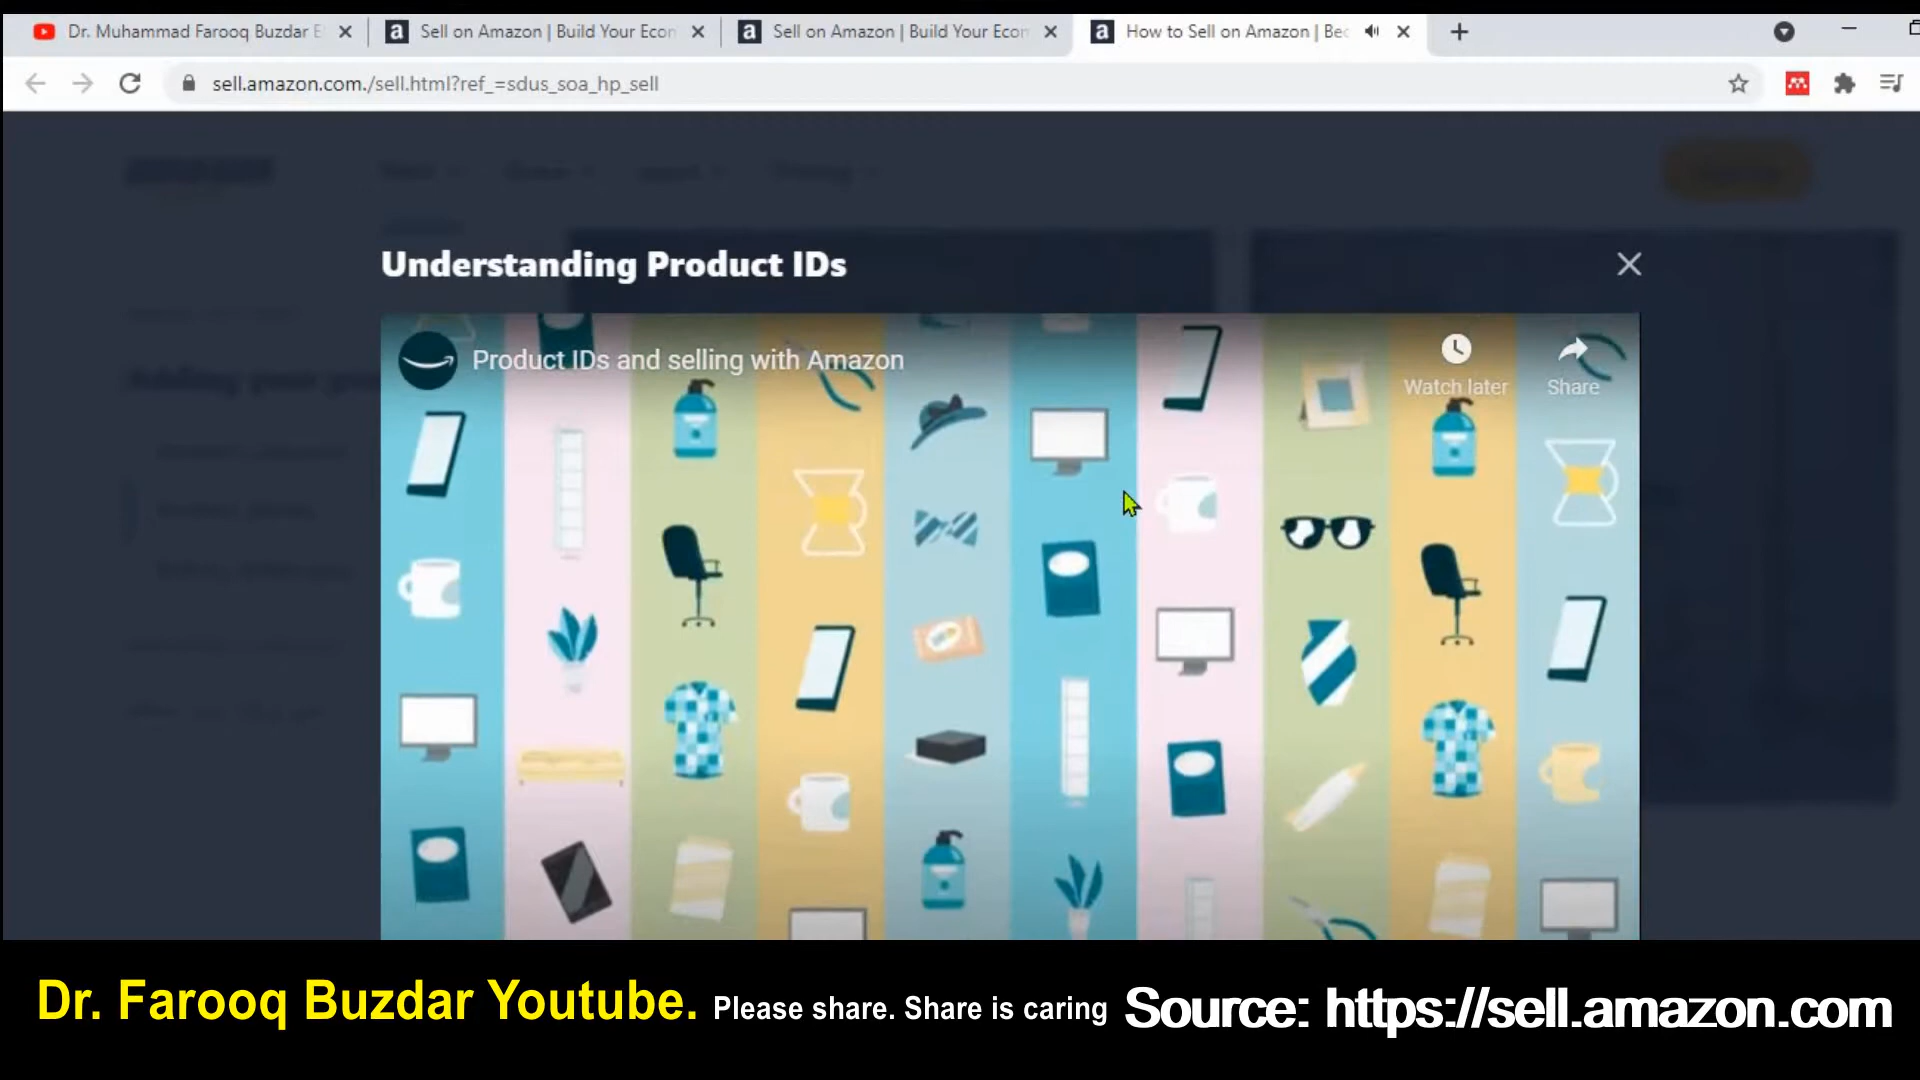 Dr. Muhammad Farooq Buzdar E
Sell on Amazon | Build Your Econ
Sell on Amazon | Build Your Econ
How to Sell on Amazon | Bec
sell.amazon.com./sell.html?ref_=sdus_soa_hp_sell
Understanding Product IDs
Product IDs and selling with Amazon
Watch later
Share
Dr. Farooq Buzdar Youtube. Please share. Share is caring Source: https://sell.amazon.com